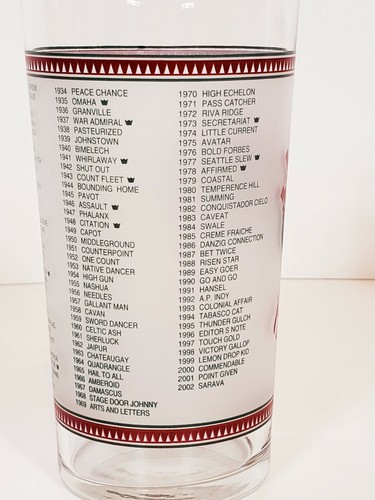 1934 PEACE CHANCE
1935 OMAHA
1936 GRANVILLE
1937 WAR ADMIRAL
1938 PASTEURIZED
1939 JOHNSTOWN
1940 BIMELECH
1941 WHIRLAWAY
1942 SHUT OUT
1943 COUNT FLEET
1944 BOUNDING HOME
1945 PAVOT
1946 ASSAULT
1947 PHALANX
1948 CITATION
1949 CAPOT
1950 MIDDLEGROUND
1951 COUNTERPOINT
1952 ONE COUNT
1953 NATIVE DANCER
1954 HIGH GUN
1955 NASHUA
1956 NEEDLES
1957 GALLANT MAN
1958 CAVAN
1959 SWORD DANCER
1960 CELTIC ASH
1961 SHERLUCK
1962 JAIPUR
1963 CHATEAUGAY
1964 QUADRANGLE
1965 HAIL TO ALL
1966 AMBEROID
1967 DAMASCUS
1968 STAGE DOOR JOHNNY
1969 ARTS AND LETTERS
1970 HIGH ECHELON
1971 PASS CATCHER
1972 RIVA RIDGE
1973 SECRETARIAT
1974 LITTLE CURRENT
1975 AVATAR
1976 BOLD FORBES
1977 SEATTLE SLEW
1978 AFFIRMED
1979 COASTAL
1980 TEMPERENCE HILL
1981 SUMMING
1982 CONQUISTADOR CIELO
1983 CAVEAT
1984 SWALE
1985 CREME FRAICHE
1986 DANZIG CONNECTION
1987 BET TWICE
1988 RISEN STAR
1989 EASY GOER
1990 GO AND GO
1991 HANSEL
1992 A.P. INDY
1993 COLONIAL AFFAIR
1994 TABASCO CAT
1995 THUNDER GULCH
1996 EDITOR'S NOTE
1997 TOUCH GOLD
1998 VICTORY GALLOP
1999 LEMON DROP KID
2000 COMMENDABLE
2001 POINT GIVEN
2002 SARAVA